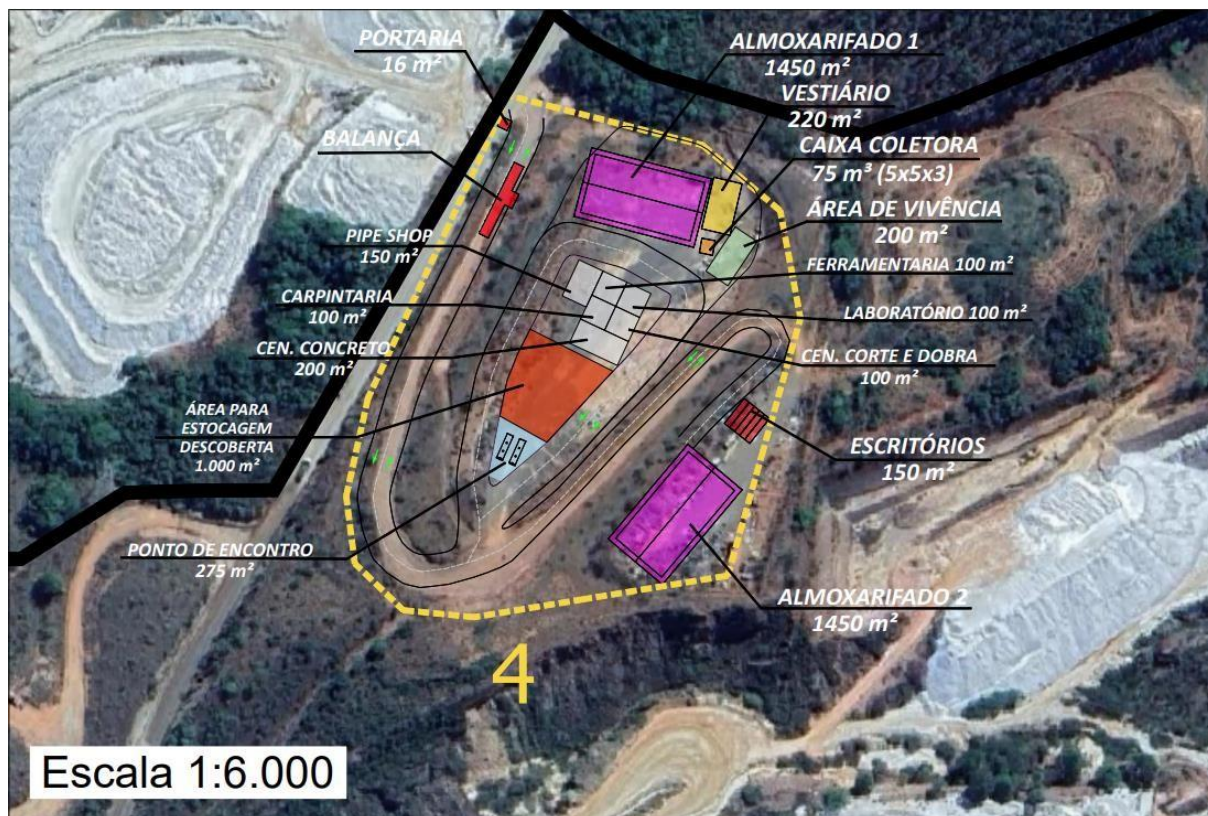 PORTARIA
16 m²
ALMOXARIFADO 1
1450 m²
VESTIÁRIO
220 m²
BALANÇA
CAIXA COLETORA
75 m³ (5x5x3)
ÁREA DE VIVÊNCIA
200 m²
PIPE SHOP
150 m²
FERRAMENTARIA 100 m²
CARPINTARIA
100 m²
LABORATÓRIO 100 m²
CEN. CONCRETO
200 m²
CEN. CORTE E DOBRA
100 m²
ÁREA PARA
ESTOCAGEM
DESCOBERTA
1.000 m²
ESCRITÓRIOS
150 m²
PONTO DE ENCONTRO
275 m²
ALMOXARIFADO 2
1450 m²
4
Escala 1:6.000